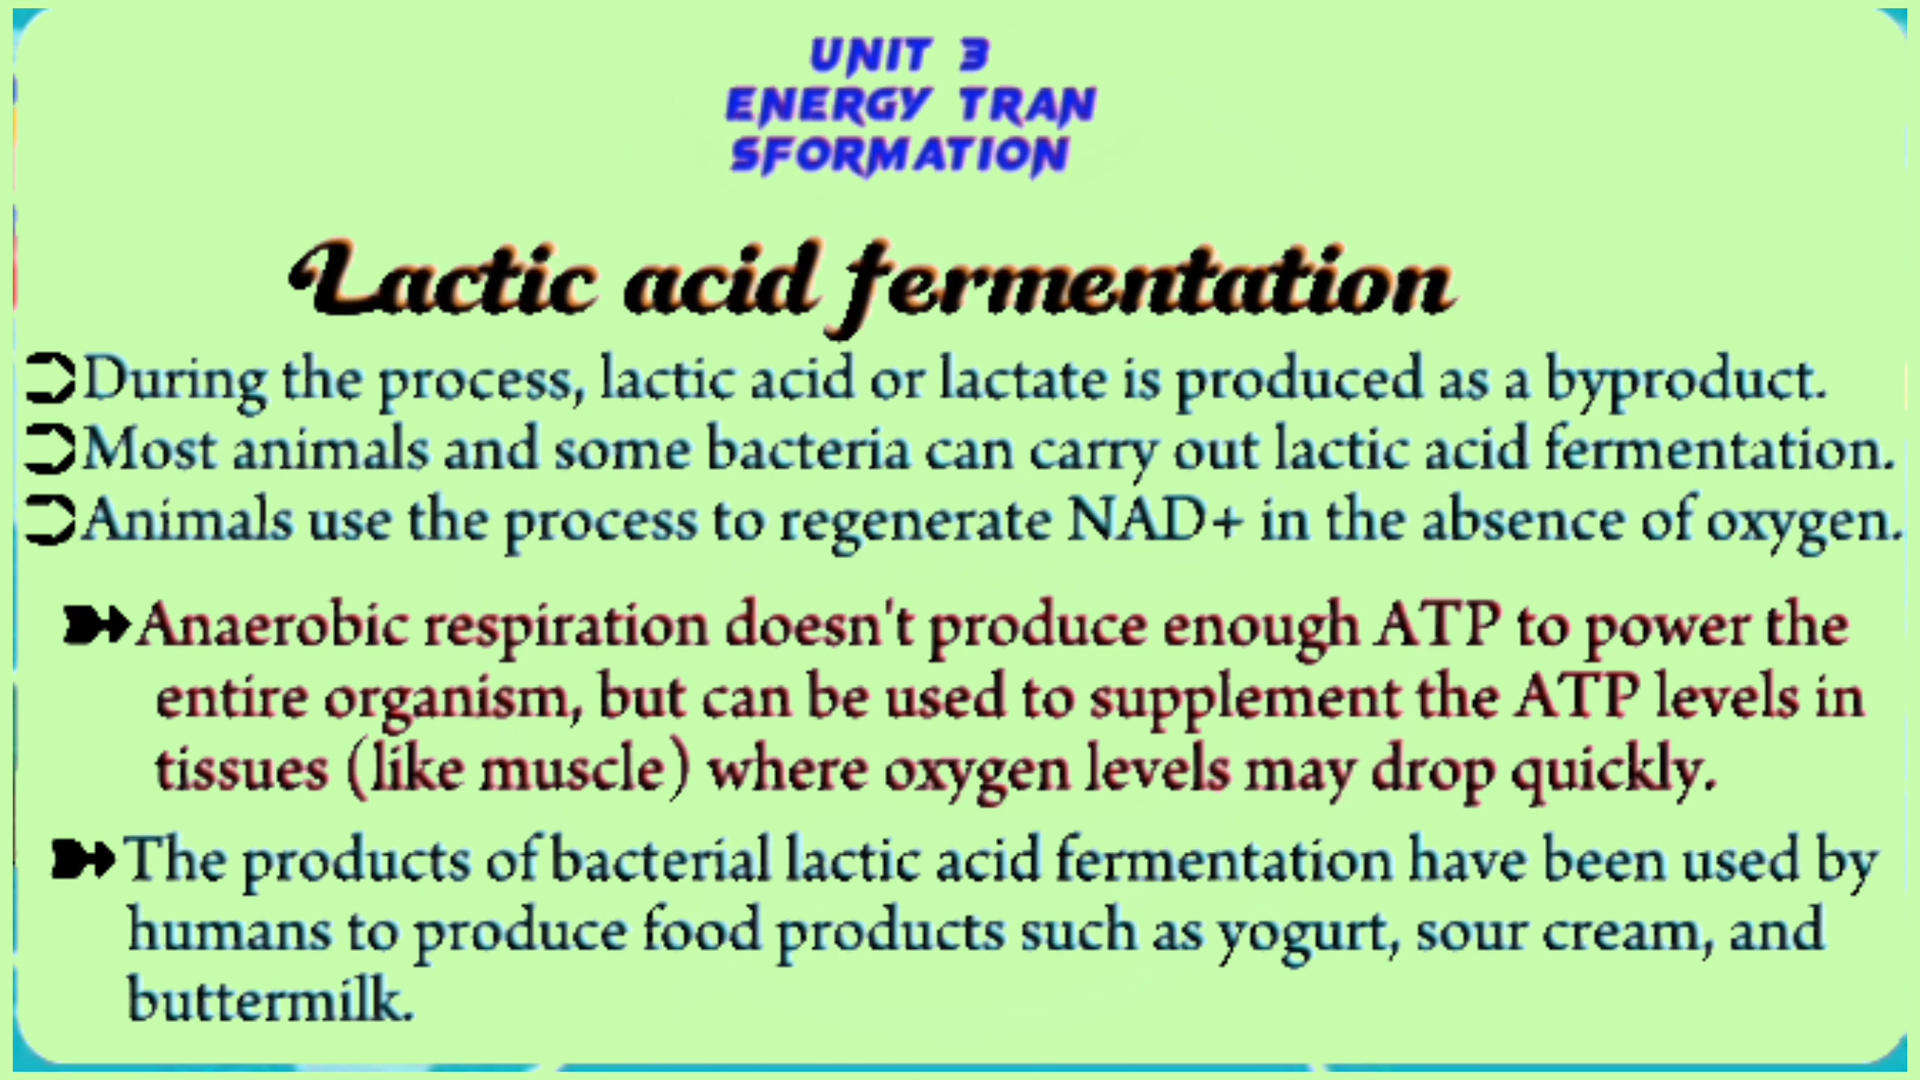 UNIT 3
ENERGY TRAN
SFORMATION
Lactic acid fermentation
➲During the process, lactic acid or lactate is produced as a byproduct.
➲Most animals and some bacteria can carry out lactic acid fermentation.
➲Animals use the process to regenerate NAD+ in the absence of oxygen.
➽Anaerobic respiration doesn't produce enough ATP to power the
entire organism, but can be used to supplement the ATP levels in
tissues (like muscle) where oxygen levels may drop quickly.
➽The products of bacterial lactic acid fermentation have been used by
humans to produce food products such as yogurt, sour cream, and
buttermilk.